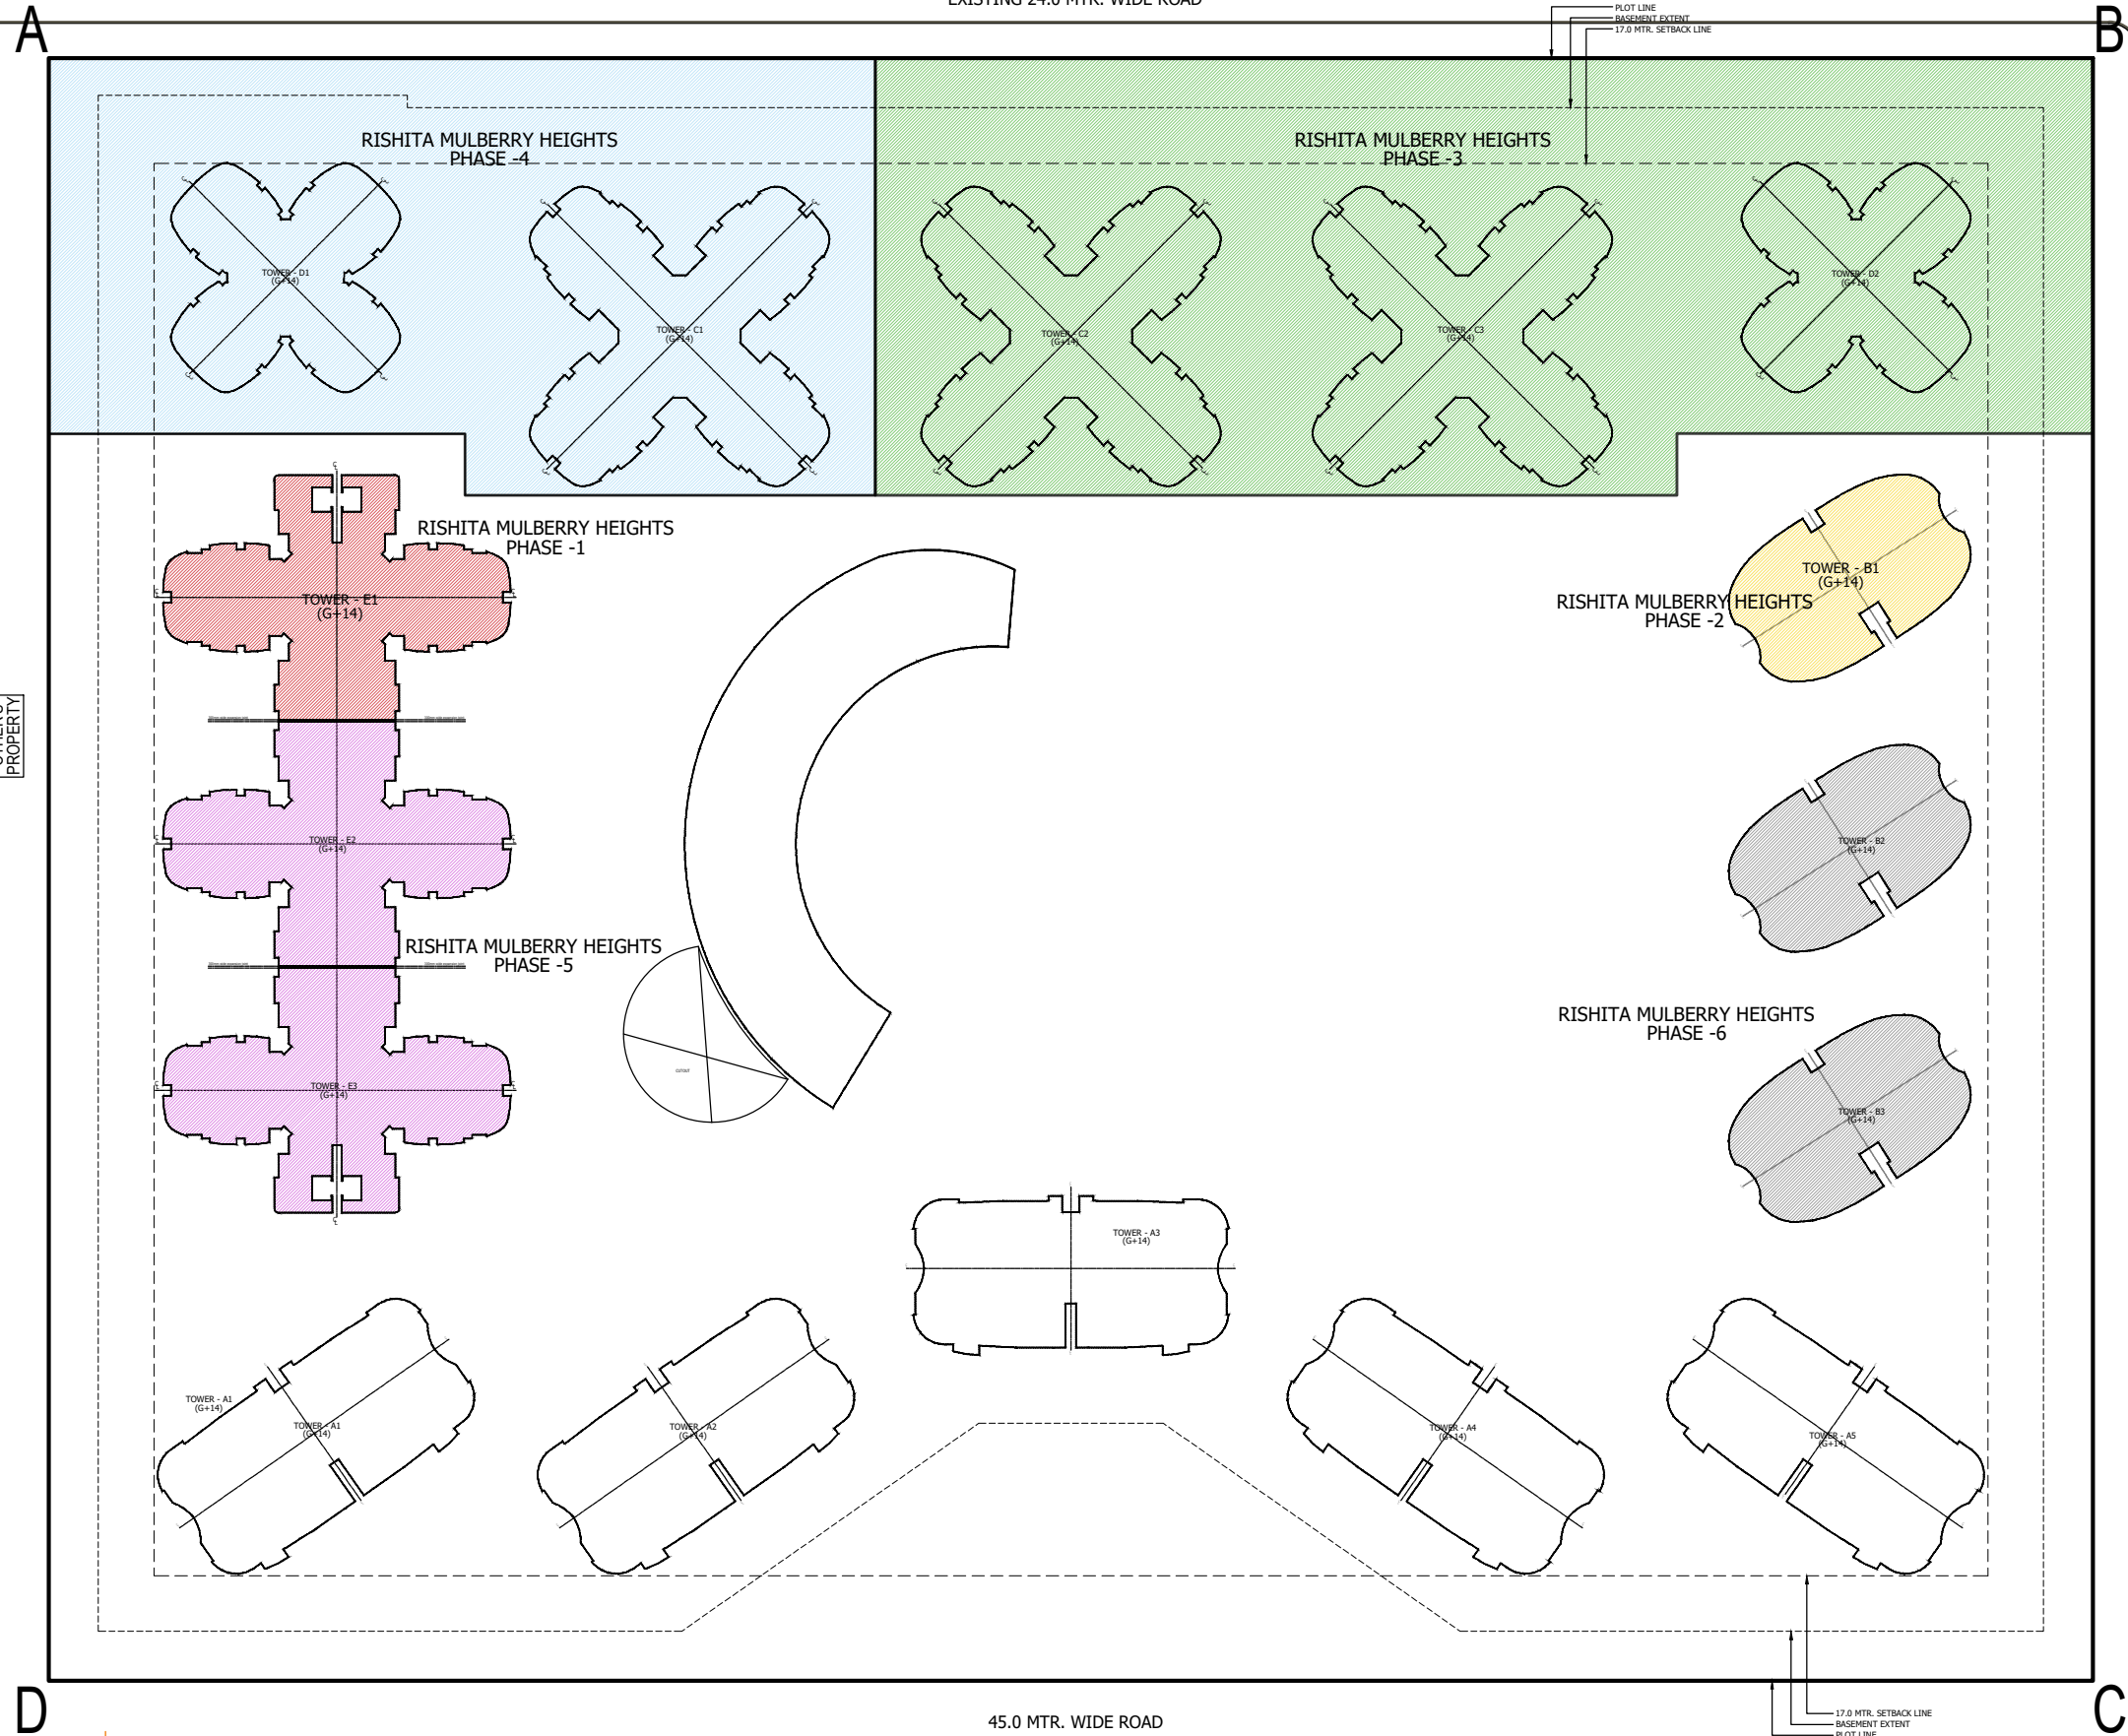 EXISTING 24.0 MTR. WIDE ROAD
PLOT LINE
BASEMENT EXTENT
17.0 MTR. SETBACK LINE
A
B
RISHITA MULBERRY HEIGHTS
PHASE -4
RISHITA MULBERRY HEIGHTS
PHASE -3
TOWER - D1
(G+14)
TOWER - C1
(G+14)
TOWER - C2
(G+14)
TOWER - C3
(G+14)
TOWER - D2
(G+14)
RISHITA MULBERRY HEIGHTS
PHASE -1
TOWER - E1
(G+14)
TOWER - B1
(G+14)
RISHITA MULBERRY HEIGHTS
PHASE -2
PROPERTY
TOWER - E2
(G+14)
TOWER - B2
(G+14)
RISHITA MULBERRY HEIGHTS
PHASE -5
RISHITA MULBERRY HEIGHTS
PHASE -6
TOWER - E3
(G+14)
TOWER - B3
(G+14)
TOWER - A3
(G+14)
TOWER - A1
(G+14)
TOWER - A1
(G+14)
TOWER - A2
(G+14)
TOWER - A4
(G+14)
TOWER - A5
(G+14)
D
C
45.0 MTR. WIDE ROAD
17.0 MTR. SETBACK LINE
BASEMENT EXTENT
PLOT LINE